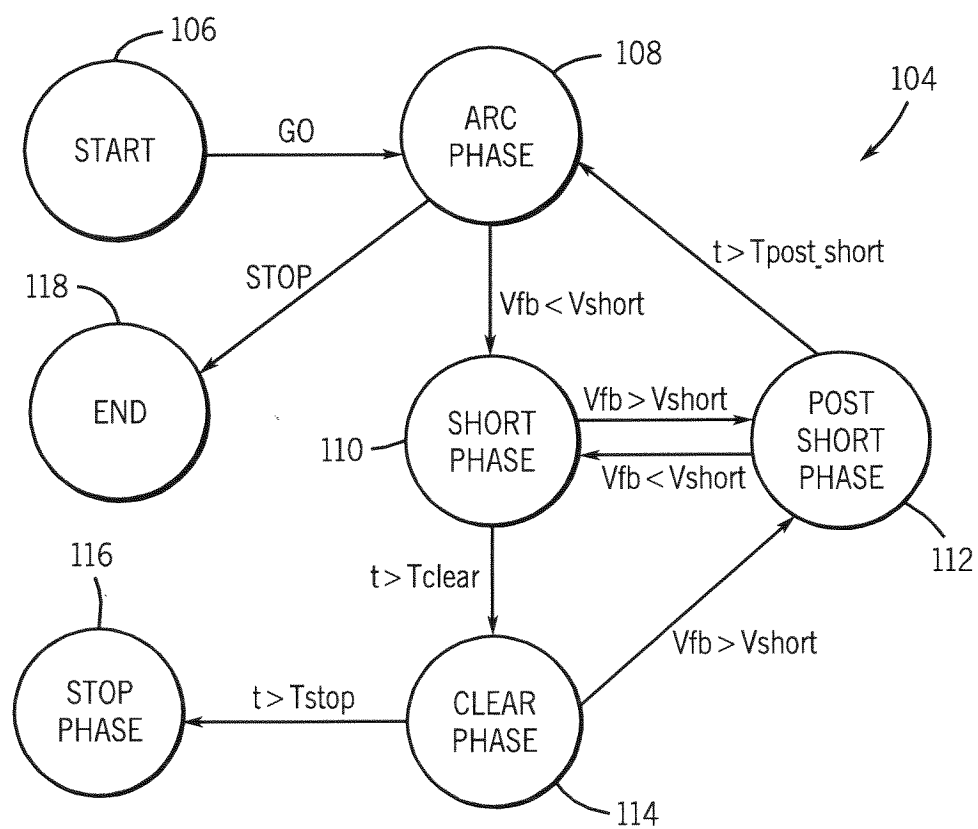 106
108
104
START
GO
ARC
PHASE
t > Tpost_short
118
STOP
Vfb < Vshort
END
110
SHORT
PHASE
Vfb > Vshort
Vfb < Vshort
POST
SHORT
PHASE
112
116
t > Tclear
Vfb > Vshort
STOP
PHASE
t > Tstop
CLEAR
PHASE
114